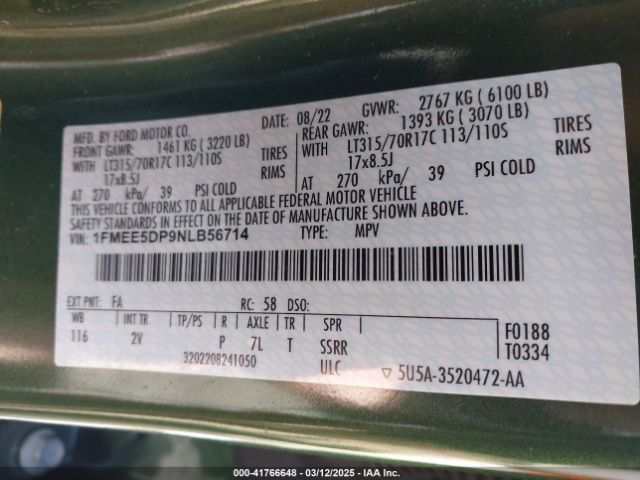 MFD. BY FORD MOTOR CO.
DATE: 08/22 GVWR: 2767 KG ( 6100 LB)
FRONT GAWR: 1461 KG ( 3220 LB) REAR GAWR: 1393 KG ( 3070 LB)
WITH LT315/70R17C 113/110S TIRES WITH LT315/70R17C 113/110S TIRES
17x8.5J RIMS 17x8.5J RIMS
AT 270 kPa/ 39 PSI COLD AT 270 kPa/ 39 PSI COLD
THIS VEHICLE CONFORMS TO ALL APPLICABLE FEDERAL MOTOR VEHICLE
SAFETY STANDARDS IN EFFECT ON THE DATE OF MANUFACTURE SHOWN ABOVE.
VIN: 1FMEE5DP9NLB56714 TYPE: MPV
EXT PNT: FA RC: 58 DSO:
WB INT TR TP/PS R AXLE TR SPR F0188
116 2V P 7L T SSRR T0334
3202208241050 ULC ▽ 5U5A-3520472-AA
000-41766648 - 03/12/2025 - IAA Inc.